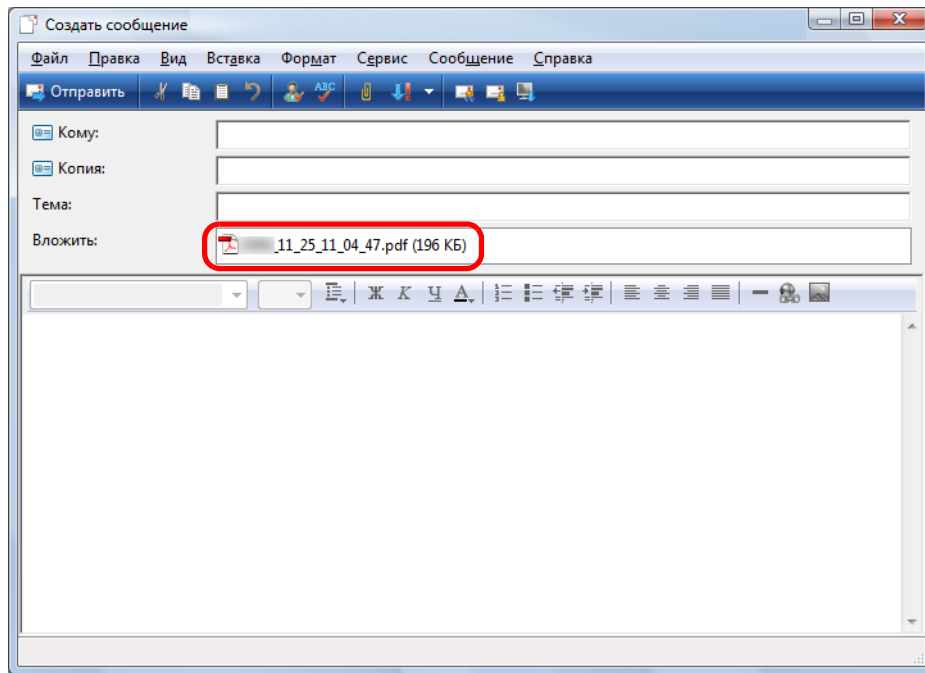 Создать сообщение
Файл Правка Вид Вставка Формат Сервис Сообщение Справка
Отправить ABC
Кому:
Копия:
Тема:
Вложить: _11_25_11_04_47.pdf (196 КБ)
Ж К Ч А